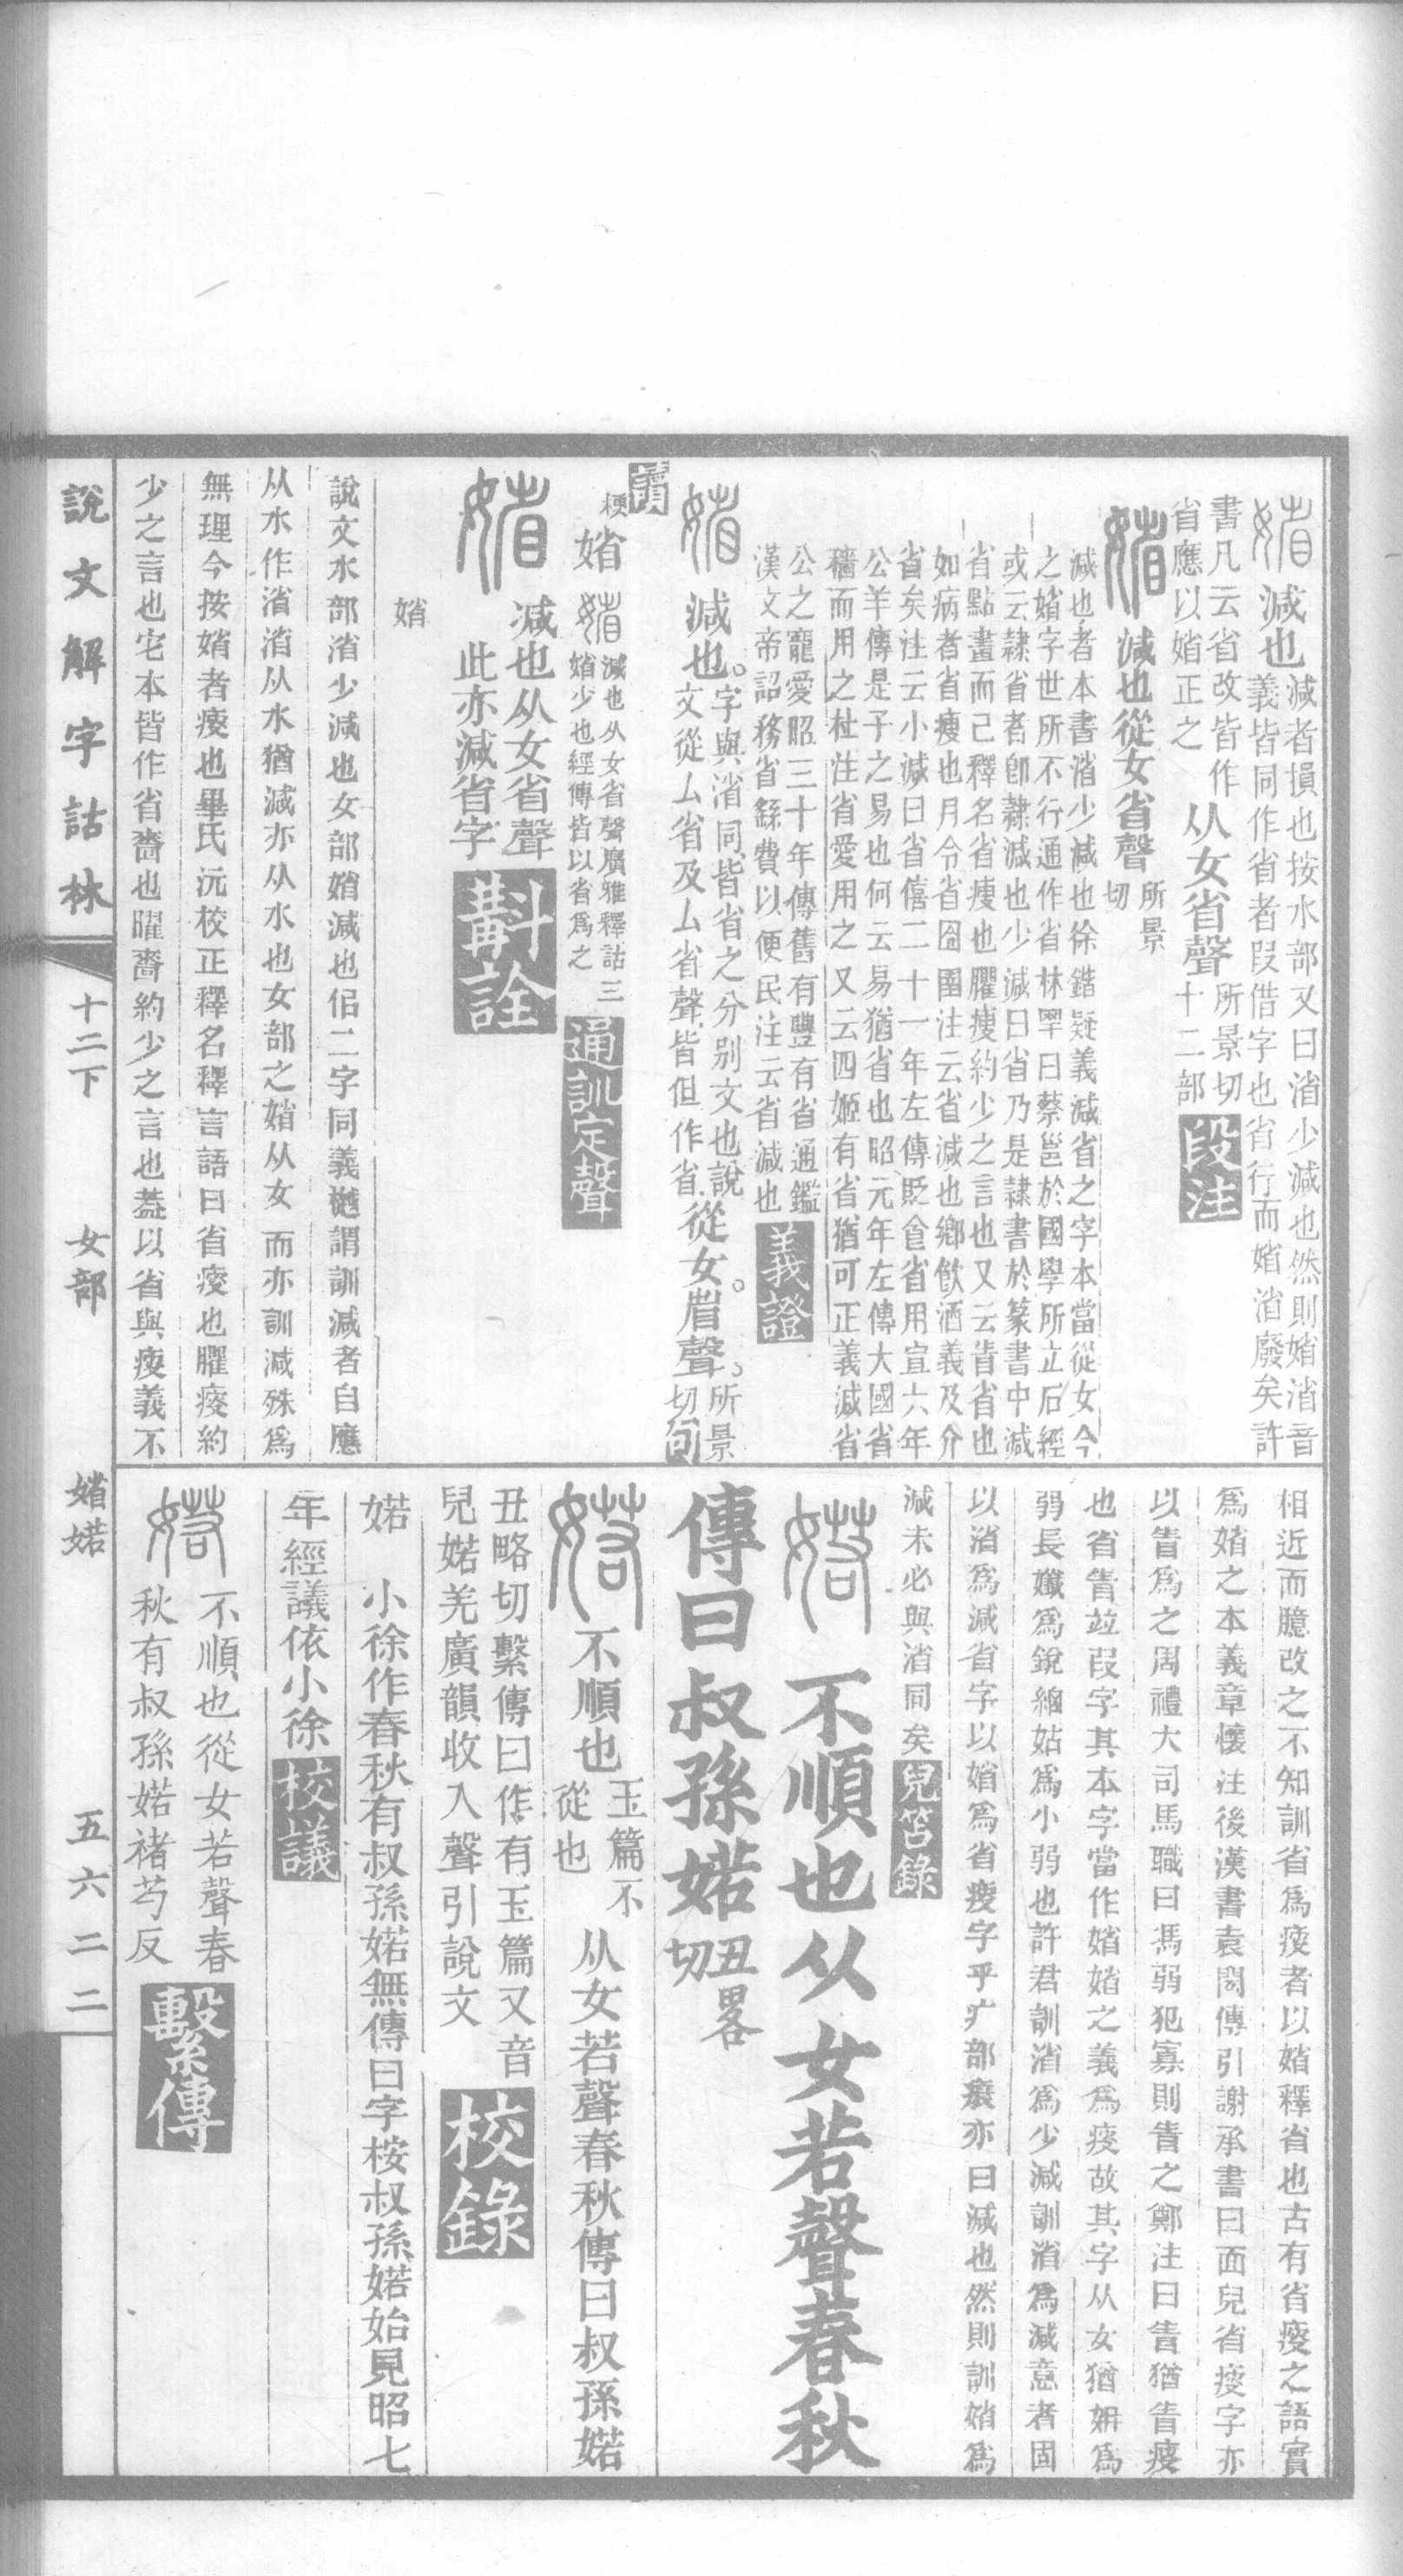 媘減也減者損也按水部又曰渻少減也然則媘渻音
義皆同作省者叚借字也省行而媘渻廢矣許
書凡云省改皆作
省應以媘正之从女省聲所景切
十二部段注
媘減也從女省聲所景
切
減也者本書渻少減也徐鍇疑義減省之字本當從女今
之媘字世所不行通作省林罕曰蔡邕於國學所立石經
或云隸省者卽隸減也少減曰省乃是隸書於篆書中減
省點畫而已釋名省瘦也臞瘦約少之言也又云眚省也
如病者省瘦也月令省囹圄注云省減也鄉飮酒義及介
省矣注云小減曰省僖二十一年左傳貶食省用宣六年
公羊傳是子之易也何云易猶省也昭元年左傳大國省
穡而用之杜注省愛用之又云四姬有省猶可正義減省
公之寵愛昭三十年傳舊有豐有省通鑑
漢文帝詔務省繇費以便民注云省減也義證
媘減也。字與渻同皆省之分別文也說
文從厶省及厶省聲皆但作省從女。眚聲。所景
切句
讀
媘
梗
媘減也从女省聲廣雅釋詁三
媘少也經傳皆以省爲之通訓定聲
媘減也从女省聲
此亦減省字斠詮
媘
說文水部渻少減也女部媘減也佀二字同義樾謂訓減者自應
从水作渻渻从水猶減亦从水也女部之媘从女而亦訓減殊爲
無理今按媘者瘦也畢氏沅校正釋名釋言語曰省瘦也臞瘦約
少之言也它本皆作省嗇也曜嗇約少之言也葢以省與瘦義不
相近而臆改之不知訓省爲瘦者以媘釋省也古有省瘦之語實
爲媘之本義章懷注後漢書袁閎傳引謝承書曰面皃省瘦字亦
以眚爲之周禮大司馬職曰馮弱犯寡則眚之鄭注曰眚猶眚瘦
也省眚竝叚字其本字當作媘媘之義爲瘦故其字从女猶姌爲
弱長孅爲銳細姑爲小弱也許君訓渻爲少減訓渻爲減意者固
以渻爲減省字以媘爲省瘦字乎疒部瘝亦曰減也然則訓媘爲
減未必與渻同矣兒笘錄
婼 不順也从女若聲春秋
傳曰叔孫婼丑畧
切
婼不順也玉篇不
從也从女若聲春秋傳曰叔孫婼
丑略切繫傳曰作有玉篇又音
兒婼羌廣韻收入聲引說文校錄
婼 小徐作春秋有叔孫婼無傳曰字桉叔孫婼始見昭七
年經議依小徐校議
婼不順也從女若聲春
秋有叔孫婼褚芍反繫傳
說文解字詁林 十二下 女部 媘婼 五六二二